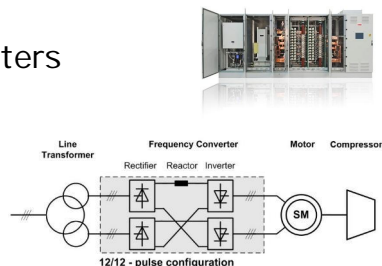 ters
Line Transformer
Frequency Converter
Motor
Compressor
Rectifier
Reactor
Inverter
SM
12/12 - pulse configuration